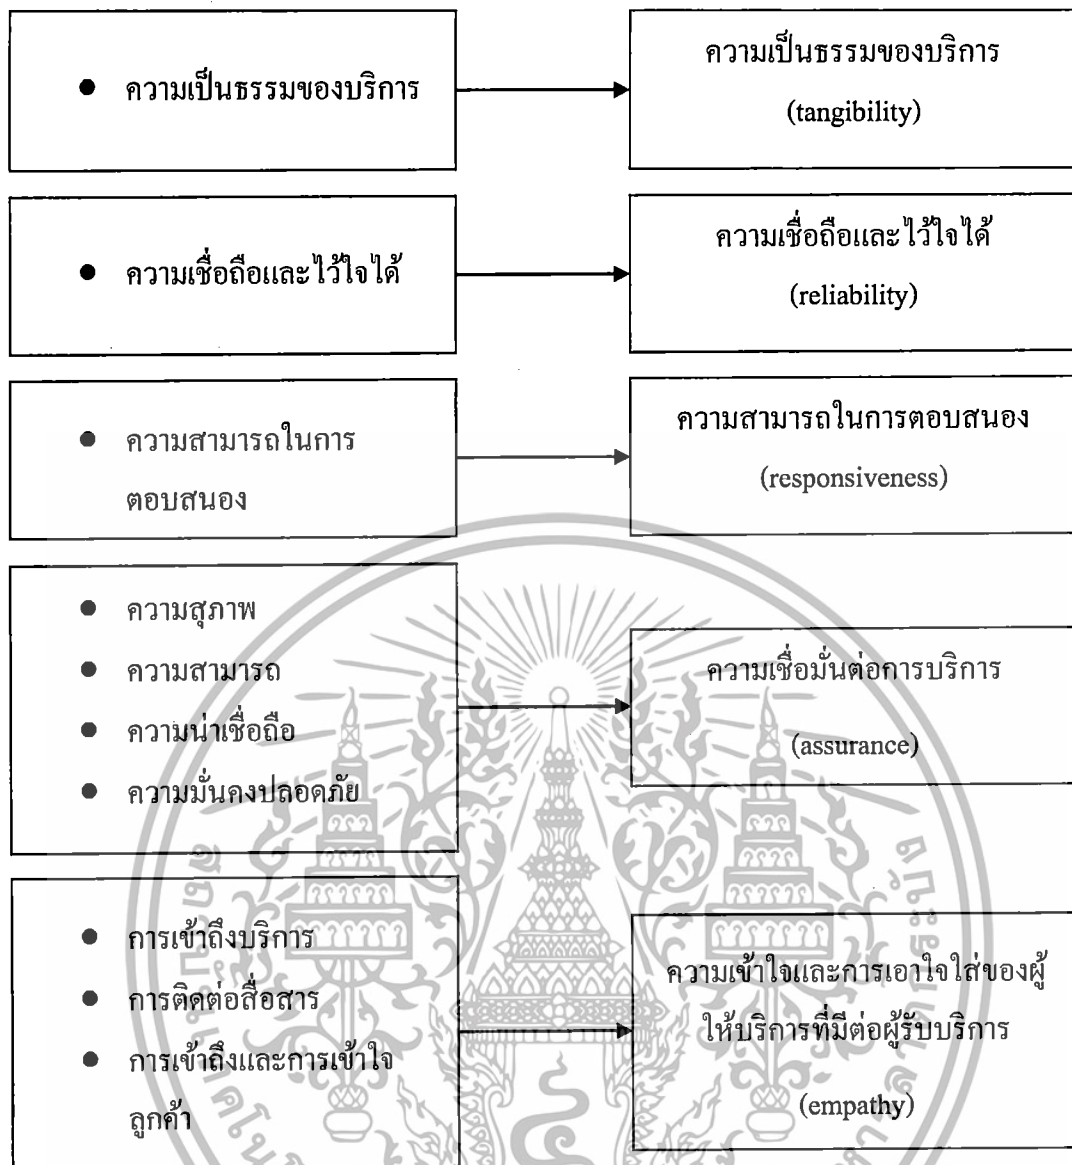 ● ความเป็นธรรมของบริการ
ความเป็นธรรมของบริการ
(tangibility)
● ความเชื่อถือและไว้ใจได้
ความเชื่อถือและไว้ใจได้
(reliability)
● ความสามารถในการ
ตอบสนอง
ความสามารถในการตอบสนอง
(responsiveness)
● ความสุภาพ
● ความสามารถ
● ความน่าเชื่อถือ
● ความมั่นคงปลอดภัย
ความเชื่อมั่นต่อการบริการ
(assurance)
● การเข้าถึงบริการ
● การติดต่อสื่อสาร
● การเข้าถึงและการเข้าใจ
ลูกค้า
ความเข้าใจและการเอาใจใส่ของผู้
ให้บริการที่มีต่อผู้รับบริการ
(empathy)